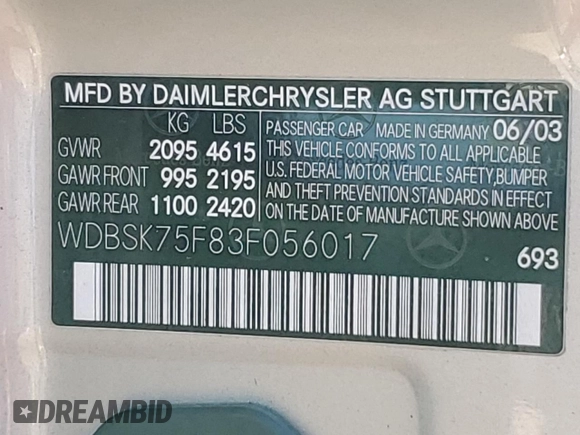 MFD BY DAIMLERCHRYSLER AG STUTTGART
KG LBS
GVWR 2095 4615
GAWR FRONT 995 2195
GAWR REAR 1100 2420
PASSENGER CAR MADE IN GERMANY 06/03
THIS VEHICLE CONFORMS TO ALL APPLICABLE
U.S. FEDERAL MOTOR VEHICLE SAFETY, BUMPER
AND THEFT PREVENTION STANDARDS IN EFFECT
ON THE DATE OF MANUFACTURE SHOWN ABOVE.
WDBSK75F83F056017
693
DREAMBID